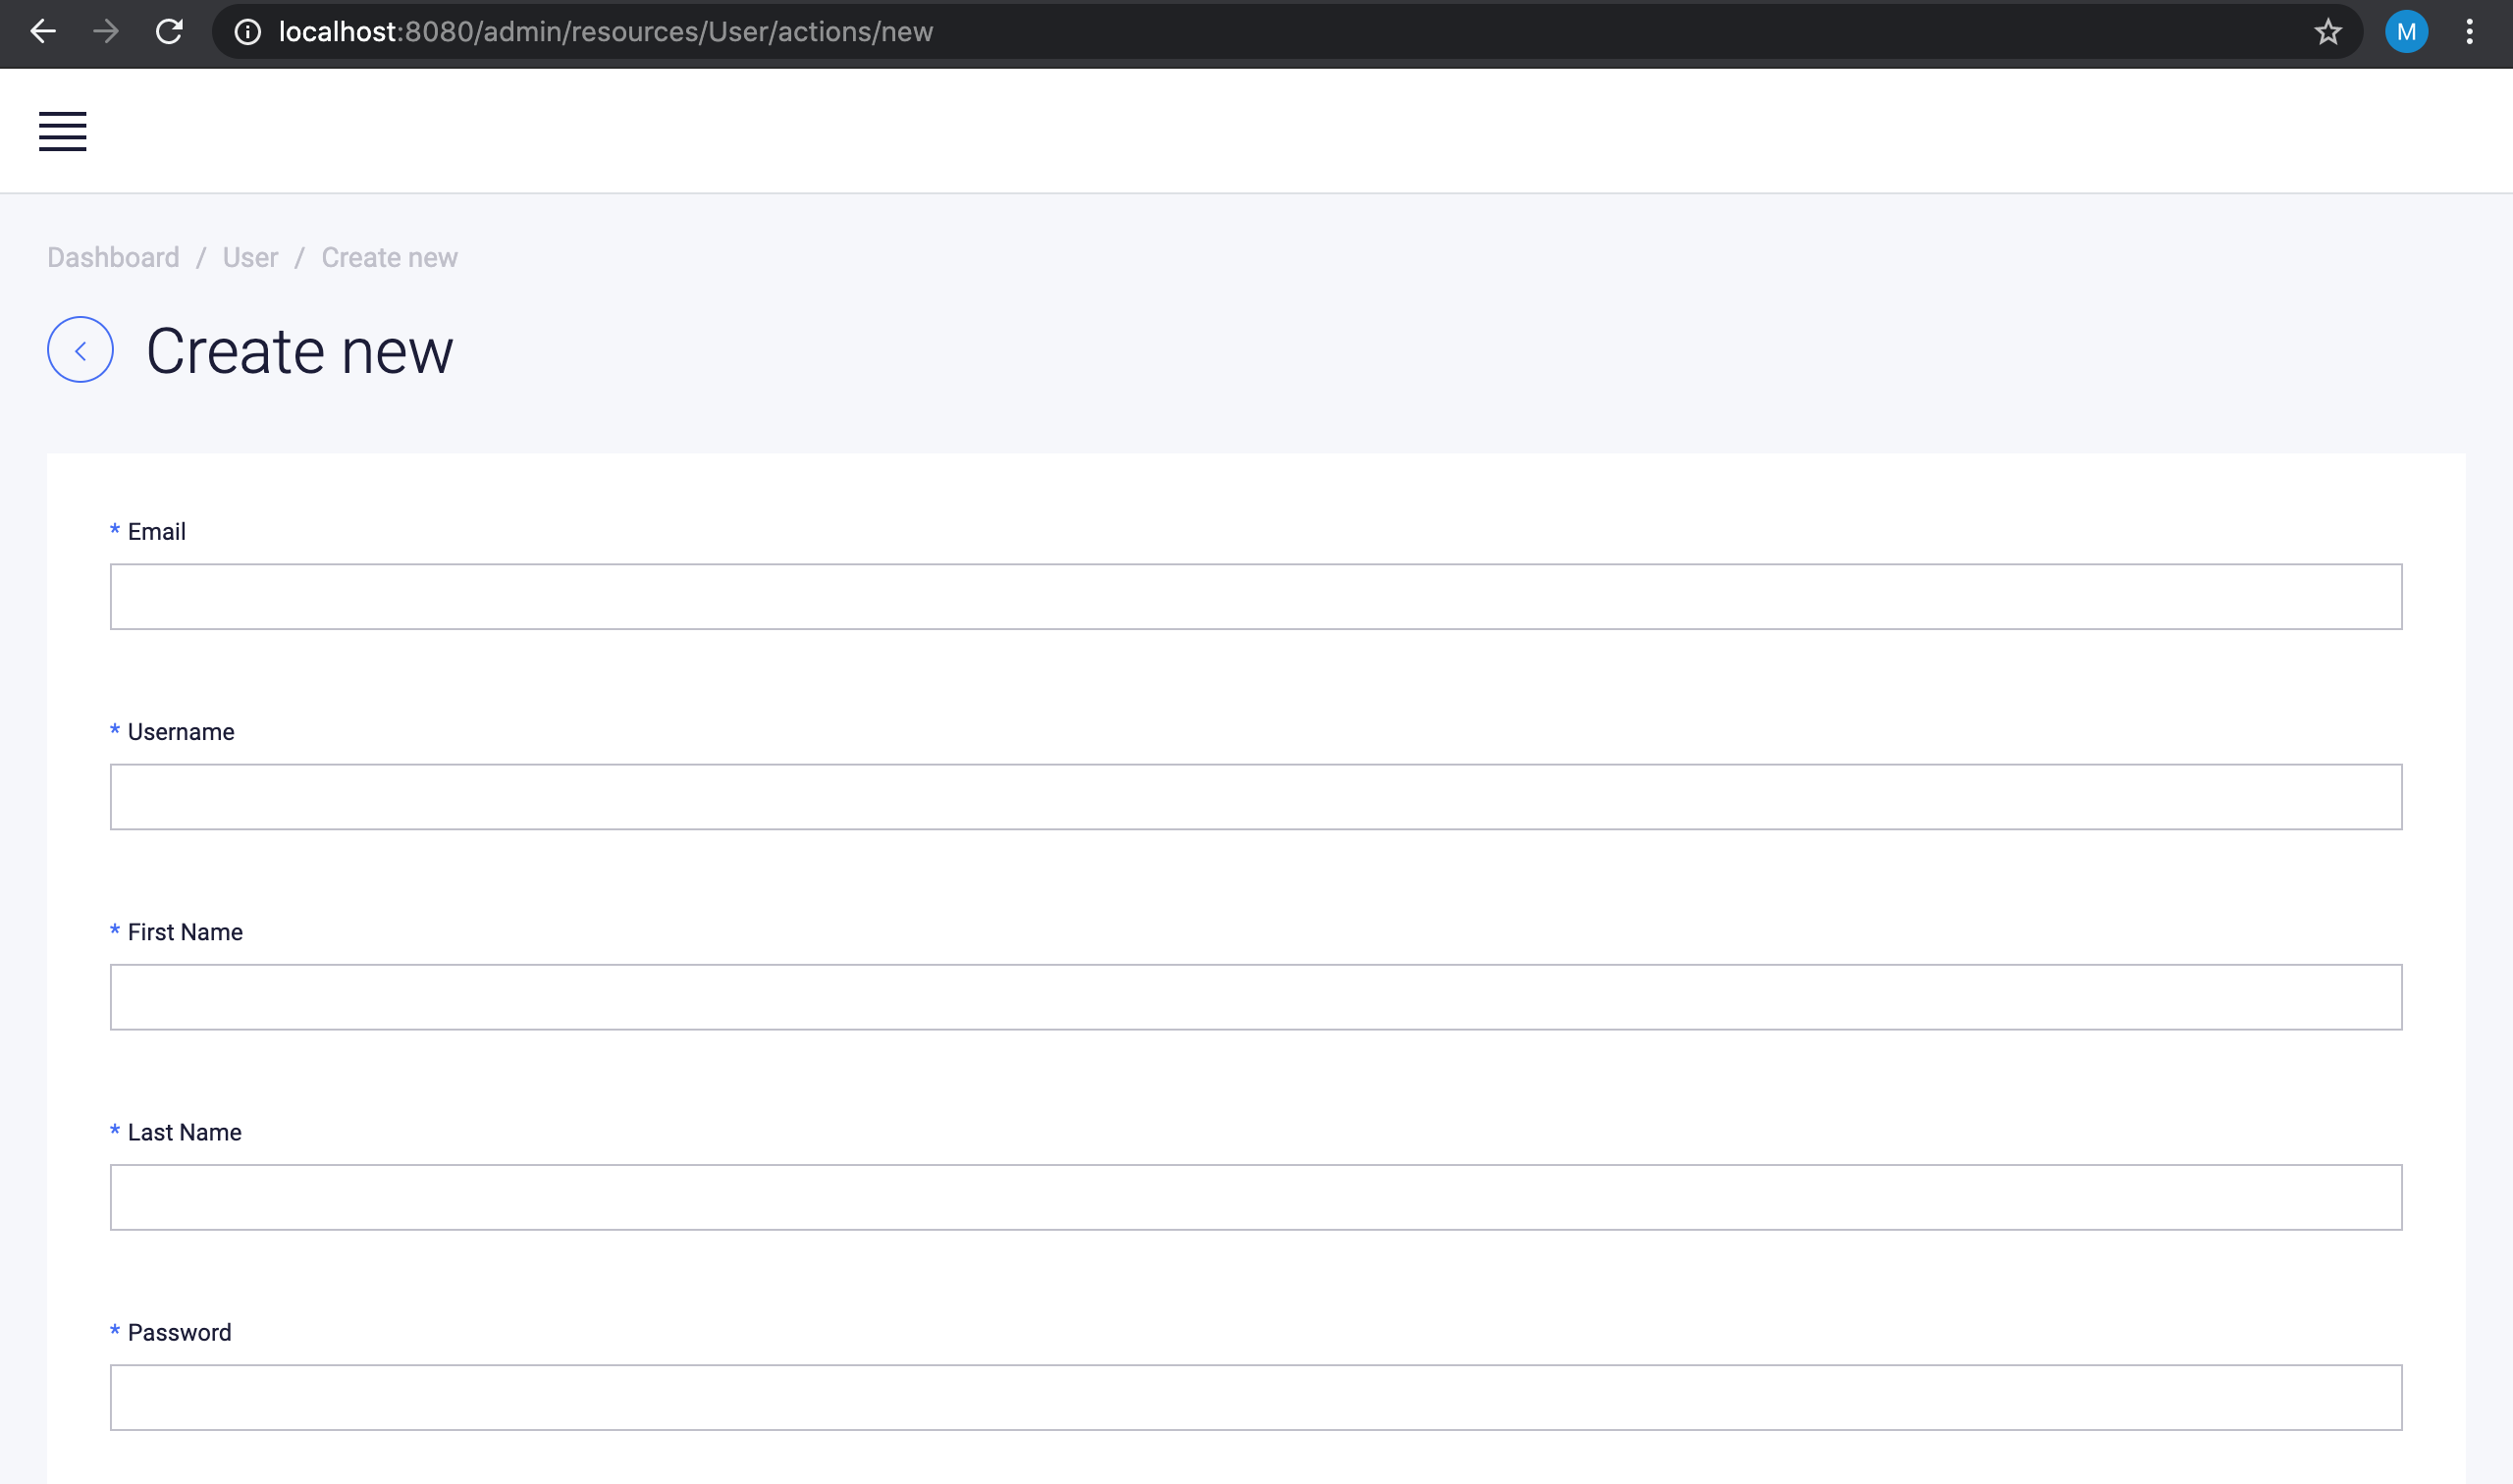 localhost:8080/admin/resources/User/actions/new
M
Dashboard / User / Create new
Create new
* Email
* Username
* First Name
* Last Name
* Password